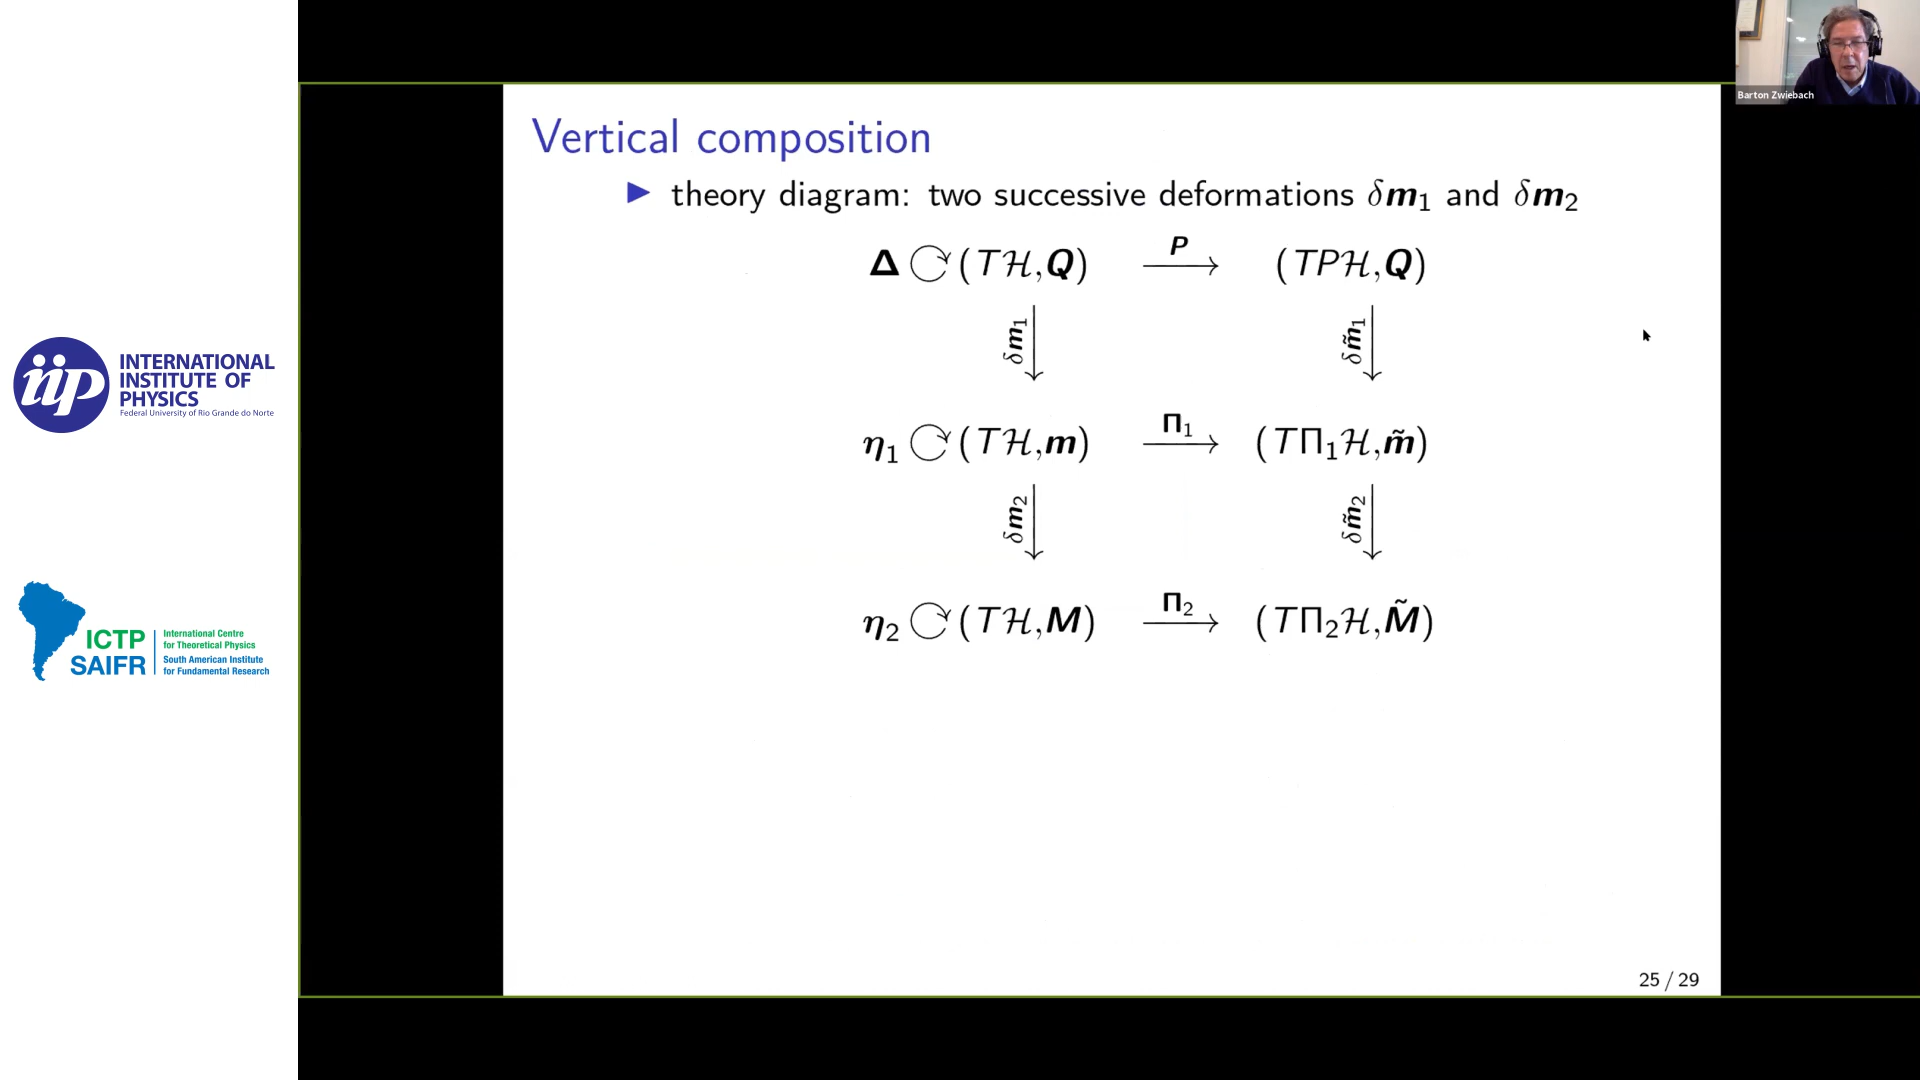 Barton Zwiebach
Vertical composition
▶ theory diagram: two successive deformations δm₁ and δm₂
Δ ⟳ (TH,Q) —P→ (TPH,Q)
δm₁ δm̃₁
η₁ ⟳ (TH,m) —Π₁→ (TΠ₁H,m̃)
δm₂ δm̃₂
η₂ ⟳ (TH,M) —Π₂→ (TΠ₂H,M̃)
25 / 29
iip
INTERNATIONAL
INSTITUTE OF
PHYSICS
Federal University of Rio Grande do Norte
ICTP
SAIFR
International Centre
for Theoretical Physics
South American Institute
for Fundamental Research